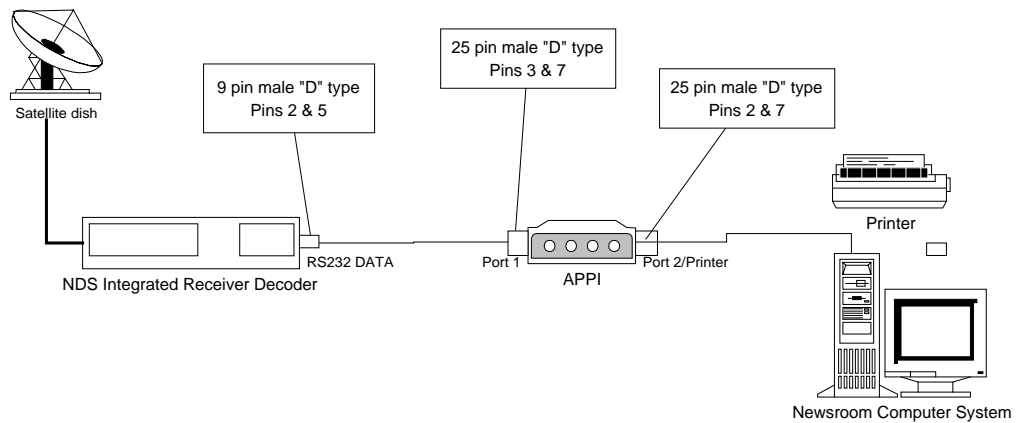 25 pin male "D" type
Pins 3 & 7
9 pin male "D" type
Pins 2 & 5
25 pin male "D" type
Pins 2 & 7
Satellite dish
Printer
RS232 DATA
Port 1
Port 2/Printer
NDS Integrated Receiver Decoder
APPI
Newsroom Computer System